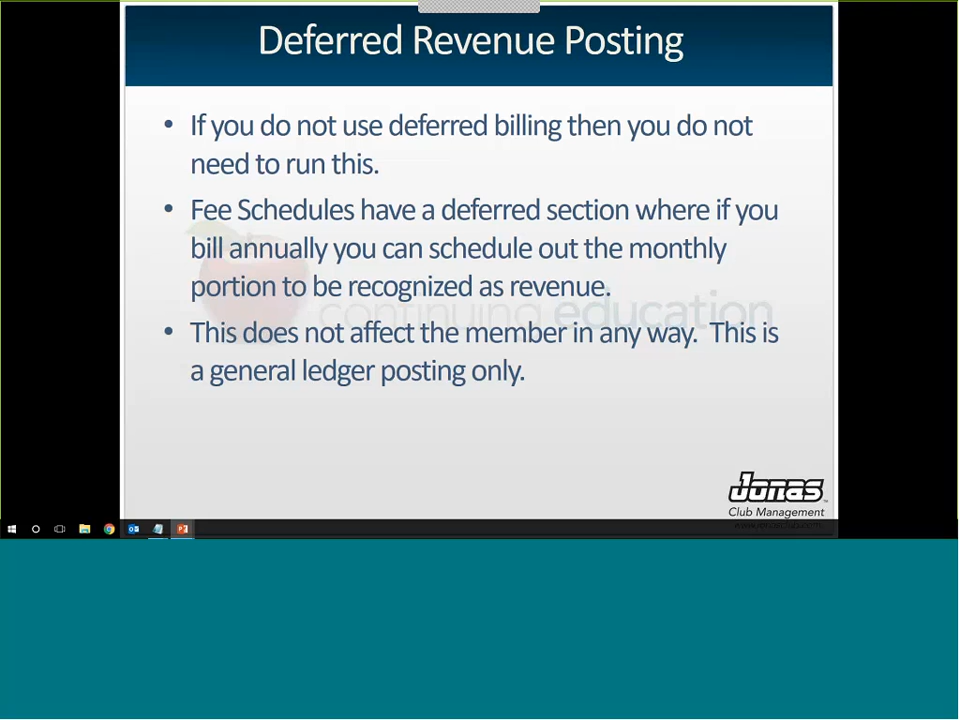 Deferred Revenue Posting
• If you do not use deferred billing then you do not
need to run this.
• Fee Schedules have a deferred section where if you
bill annually you can schedule out the monthly
portion to be recognized as revenue.
continuing education
• This does not affect the member in any way.  This is
a general ledger posting only.
Jonas
Club Management